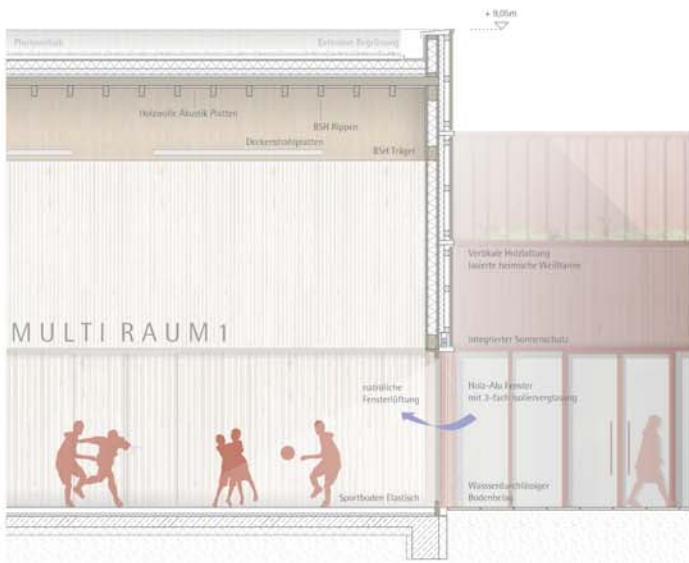 + 9,05m
Photovoltaik
Extensive Begrünung
Holzwolle Akustik Platten
BSH Rippen
Deckenstrahlplatten
BSH Träger
Vertikale Holzlattung
lasierte heimische Weißtanne
MULTI RAUM 1
Integrierter Sonnenschutz
natürliche
Fensterlüftung
Holz-Alu Fenster
mit 3-fach Isolierverglasung
Sportboden Elastisch
Wasserdurchlässiger
Bodenbelag